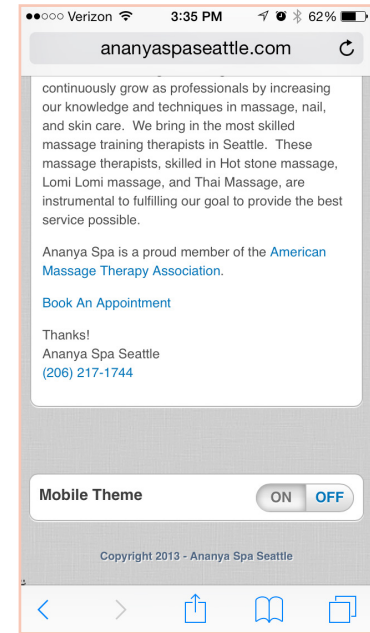 Verizon 3:35 PM 62%
ananyaspaseattle.com
continuously grow as professionals by increasing
our knowledge and techniques in massage, nail,
and skin care. We bring in the most skilled
massage training therapists in Seattle. These
massage therapists, skilled in Hot stone massage,
Lomi Lomi massage, and Thai Massage, are
instrumental to fulfilling our goal to provide the best
service possible.
Ananya Spa is a proud member of the American
Massage Therapy Association.
Book An Appointment
Thanks!
Ananya Spa Seattle
(206) 217-1744
Mobile Theme ON OFF
Copyright 2013 - Ananya Spa Seattle